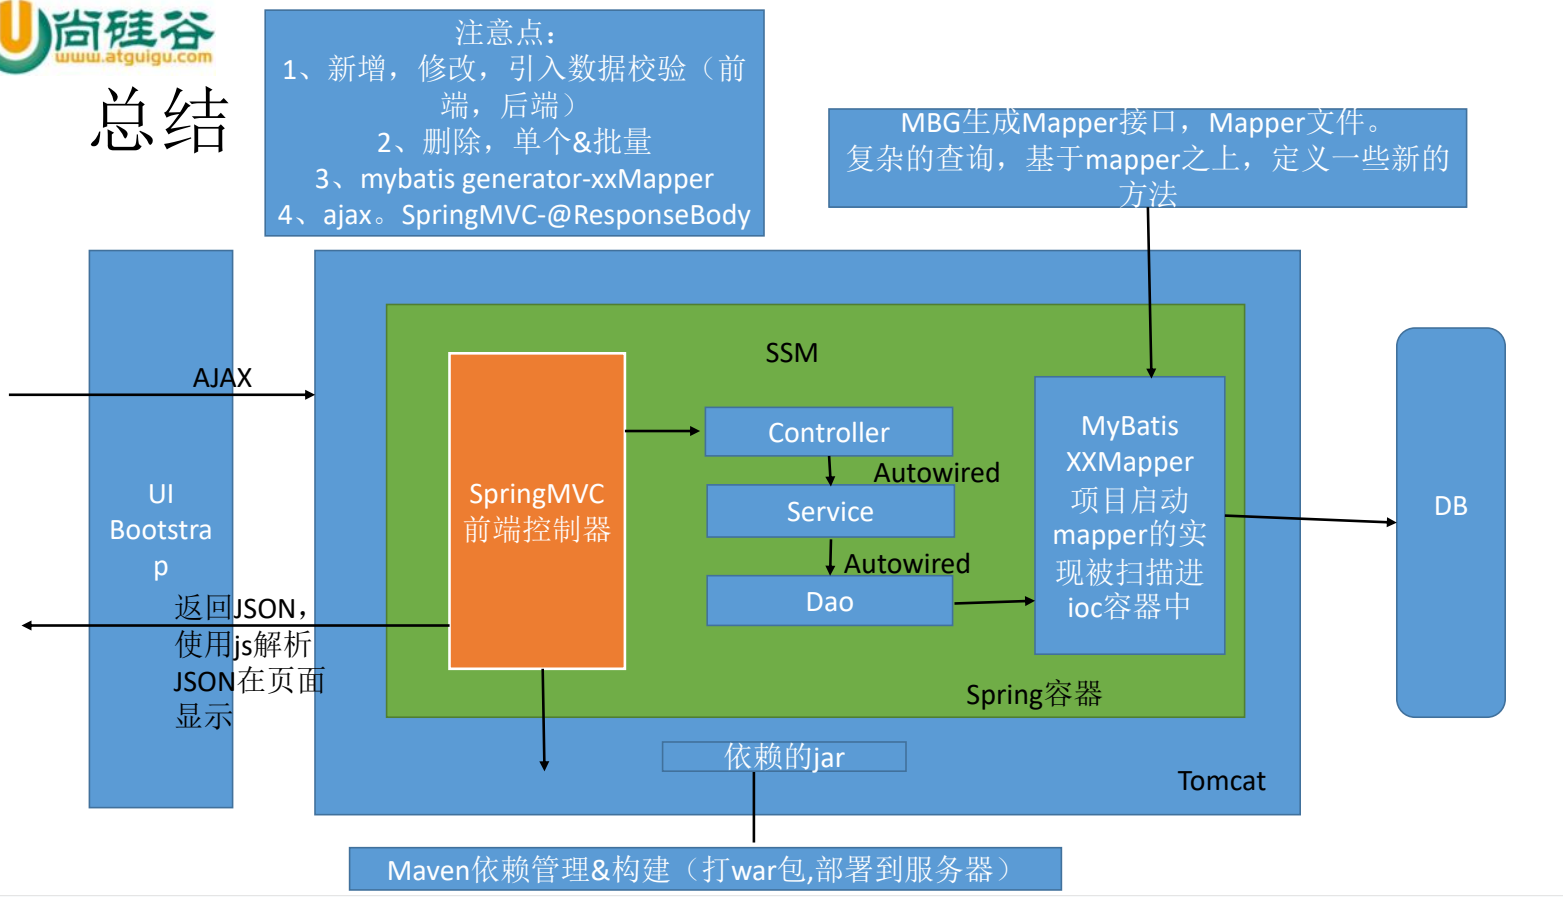 尚硅谷
www.atguigu.com
总结
注意点：
1、新增，修改，引入数据校验（前
端，后端）
2、删除，单个&批量
3、mybatis generator-xxMapper
4、ajax。SpringMVC-@ResponseBody
MBG生成Mapper接口，Mapper文件。
复杂的查询，基于mapper之上，定义一些新的
方法
AJAX
UI
Bootstra
p
返回JSON，
使用js解析
JSON在页面
显示
SSM
SpringMVC
前端控制器
Controller
Autowired
Service
Autowired
Dao
MyBatis
XXMapper
项目启动
mapper的实
现被扫描进
ioc容器中
Spring容器
DB
依赖的jar
Tomcat
Maven依赖管理&构建（打war包,部署到服务器）